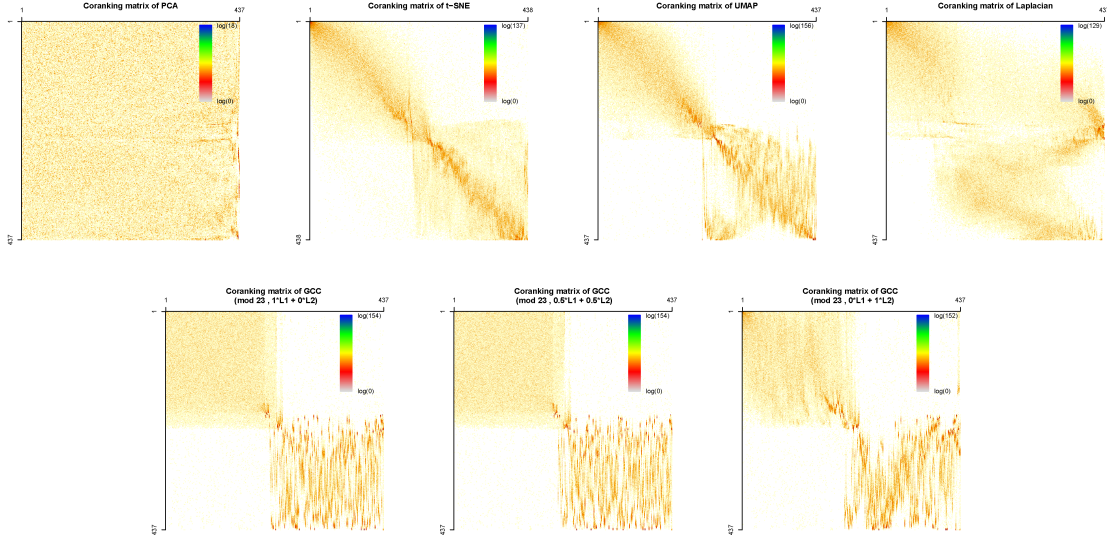 Coranking matrix of PCA
1
437
1
437
log(18)
log(0)
Coranking matrix of t−SNE
1
438
1
438
log(137)
log(0)
Coranking matrix of UMAP
1
437
1
437
log(156)
log(0)
Coranking matrix of Laplacian
1
437
1
437
log(129)
log(0)
Coranking matrix of GCC
(mod 23 , 1*L1 + 0*L2)
1
437
1
437
log(154)
log(0)
Coranking matrix of GCC
(mod 23 , 0.5*L1 + 0.5*L2)
1
437
1
437
log(154)
log(0)
Coranking matrix of GCC
(mod 23 , 0*L1 + 1*L2)
1
437
1
437
log(152)
log(0)